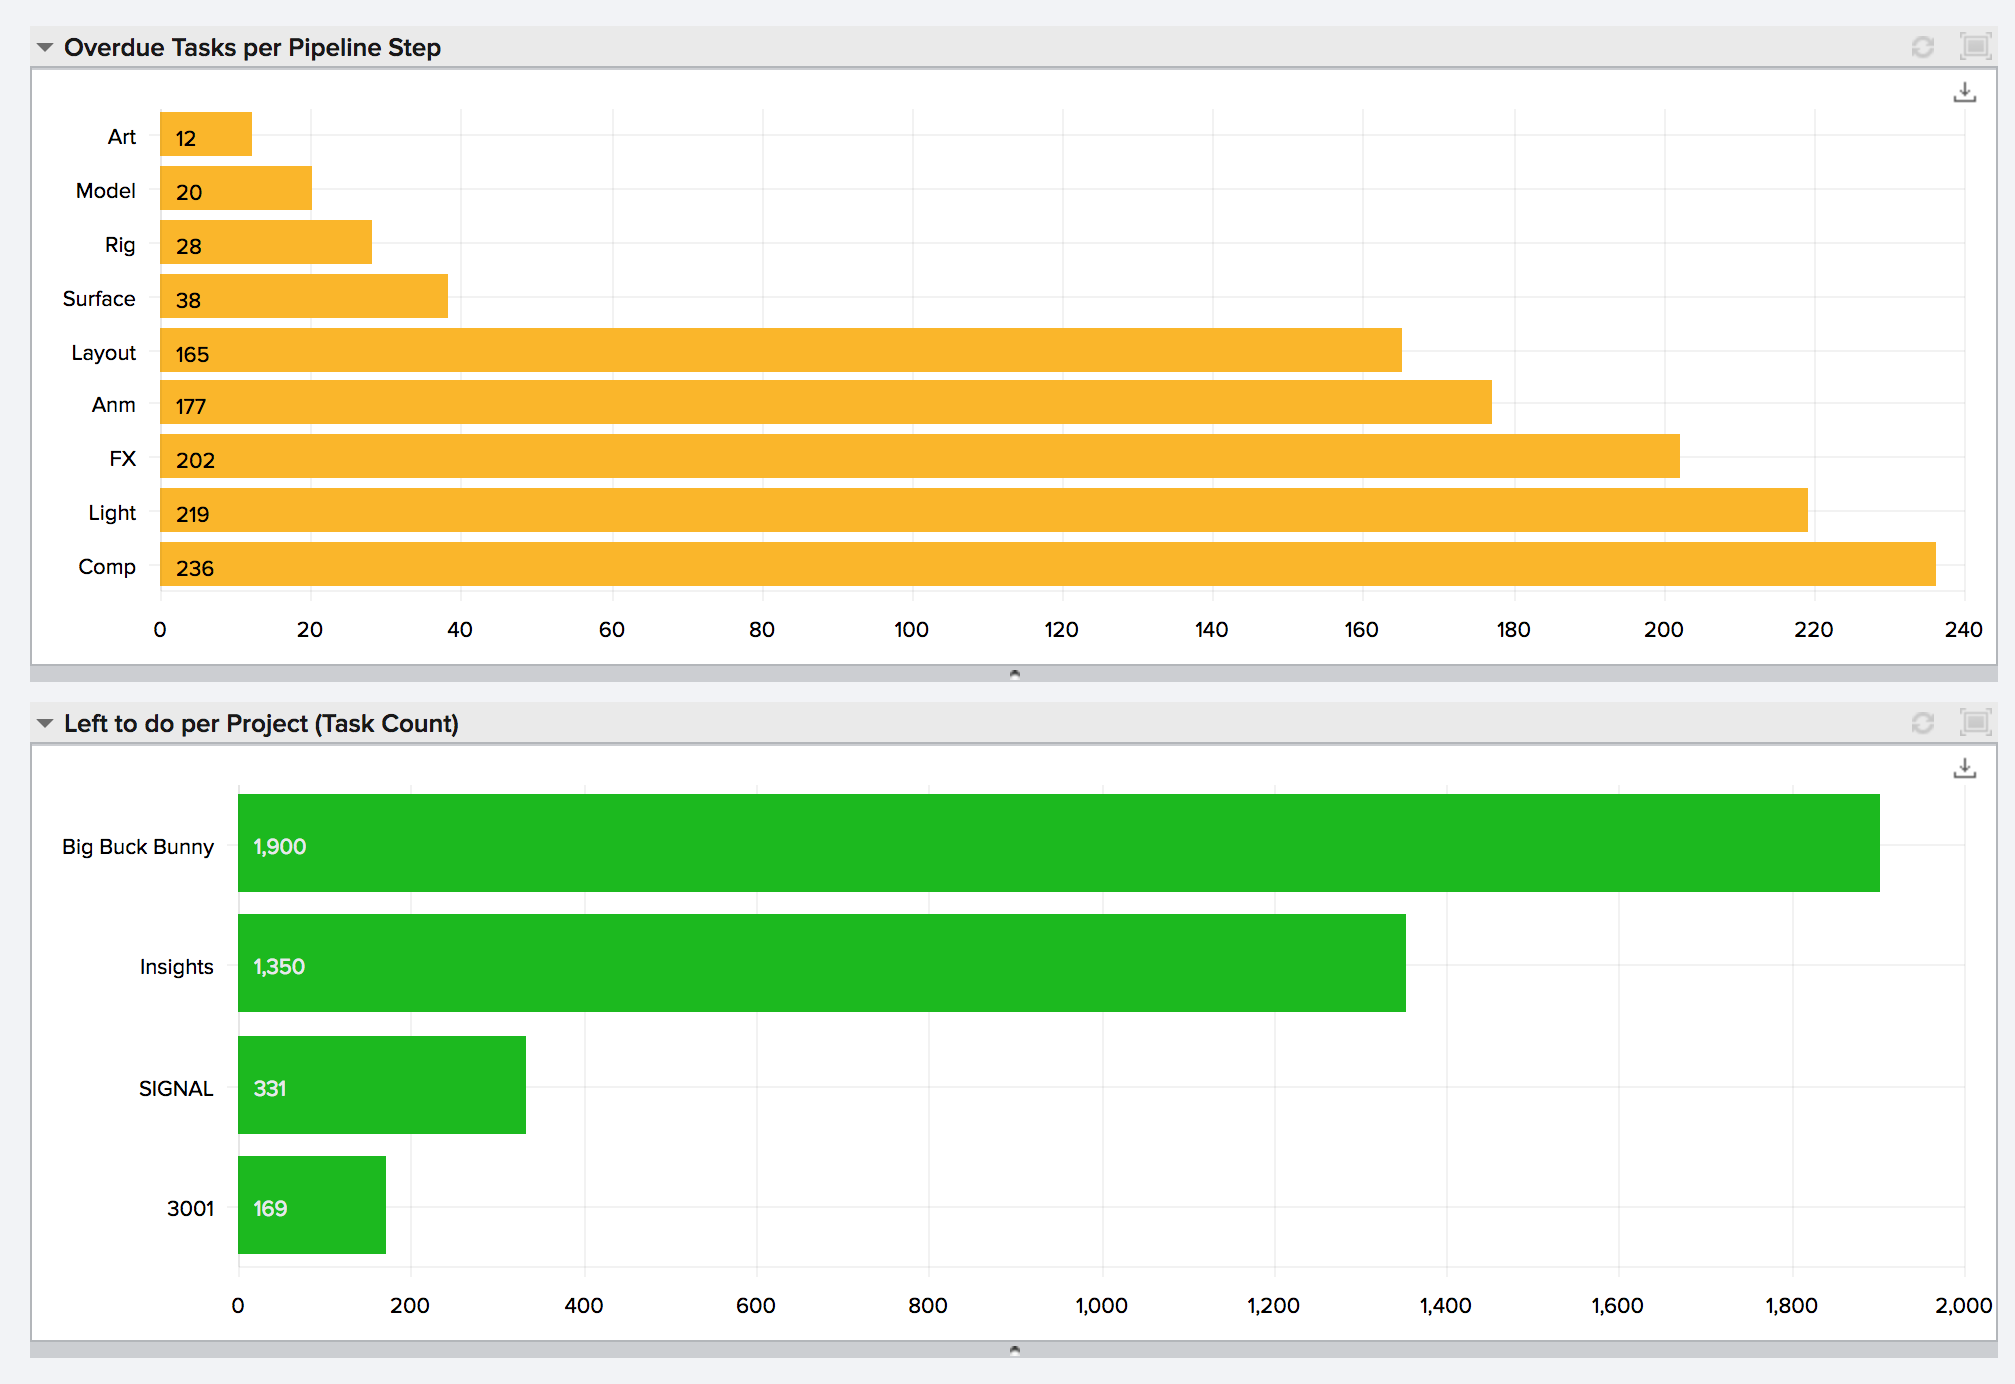 Overdue Tasks per Pipeline Step
Art 12
Model 20
Rig 28
Surface 38
Layout 165
Anm 177
FX 202
Light 219
Comp 236
0 20 40 60 80 100 120 140 160 180 200 220 240
Left to do per Project (Task Count)
Big Buck Bunny 1,900
Insights 1,350
SIGNAL 331
3001 169
0 200 400 600 800 1,000 1,200 1,400 1,600 1,800 2,000